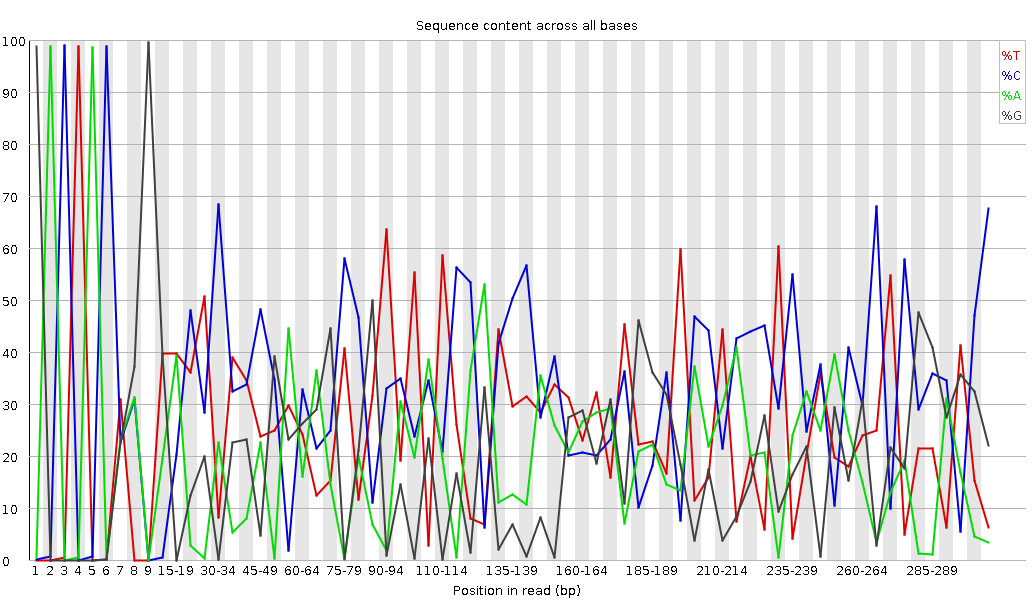 Sequence content across all bases
100
90
80
70
60
50
40
30
20
10
0
%T
%C
%A
%G
1 2 3 4 5 6 7 8 9 15-19 30-34 45-49 60-64 75-79 90-94 110-114 135-139 160-164 185-189 210-214 235-239 260-264 285-289
Position in read (bp)